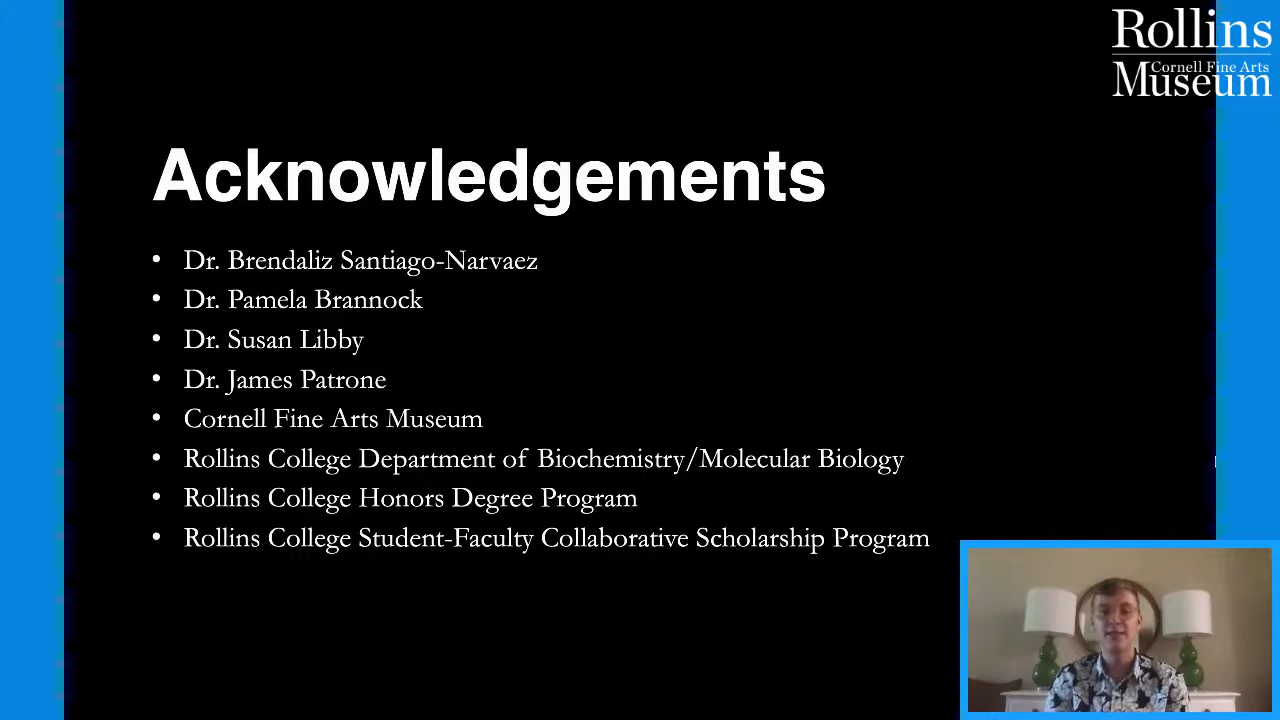 Rollins
Cornell Fine Arts
Museum
Acknowledgements
• Dr. Brendaliz Santiago-Narvaez
• Dr. Pamela Brannock
• Dr. Susan Libby
• Dr. James Patrone
• Cornell Fine Arts Museum
• Rollins College Department of Biochemistry/Molecular Biology
• Rollins College Honors Degree Program
• Rollins College Student-Faculty Collaborative Scholarship Program